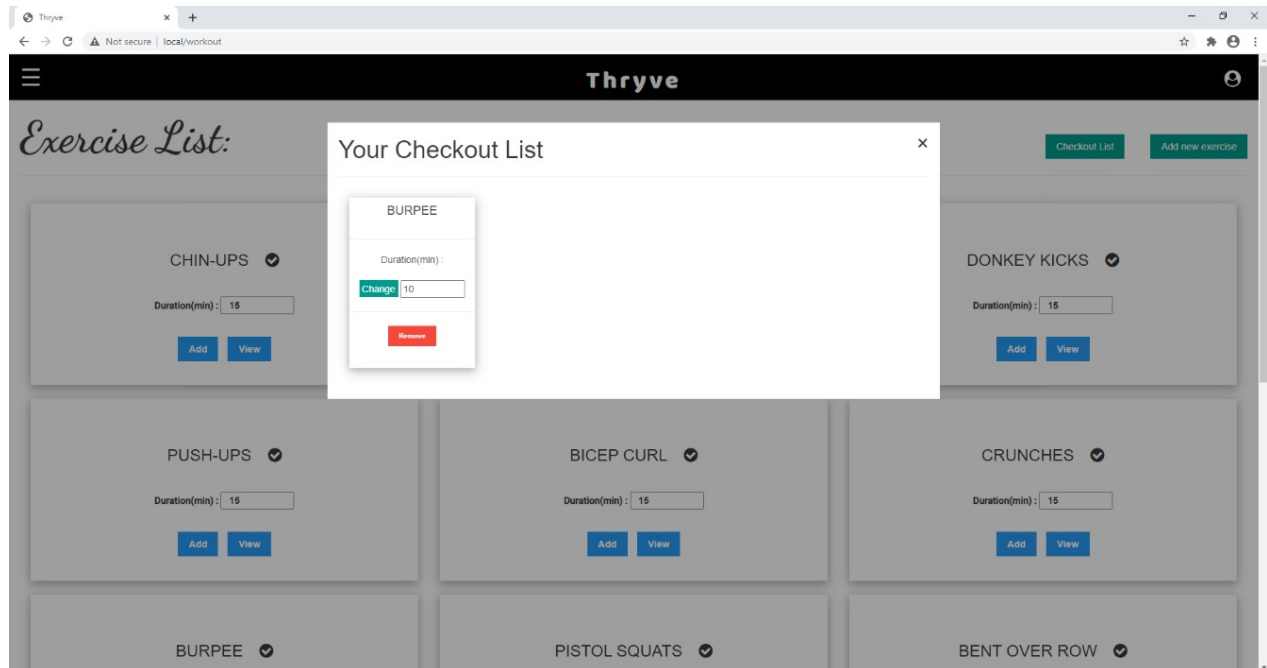 Thryve
Not secure | local/workout
Thryve
Exercise List:
Checkout List
Add new exercise
Your Checkout List
BURPEE
Duration(min) :
Change 10
Remove
CHIN-UPS
Duration(min) : 15
Add View
DONKEY KICKS
Duration(min) : 15
Add View
PUSH-UPS
Duration(min) : 15
Add View
BICEP CURL
Duration(min) : 15
Add View
CRUNCHES
Duration(min) : 15
Add View
BURPEE
PISTOL SQUATS
BENT OVER ROW